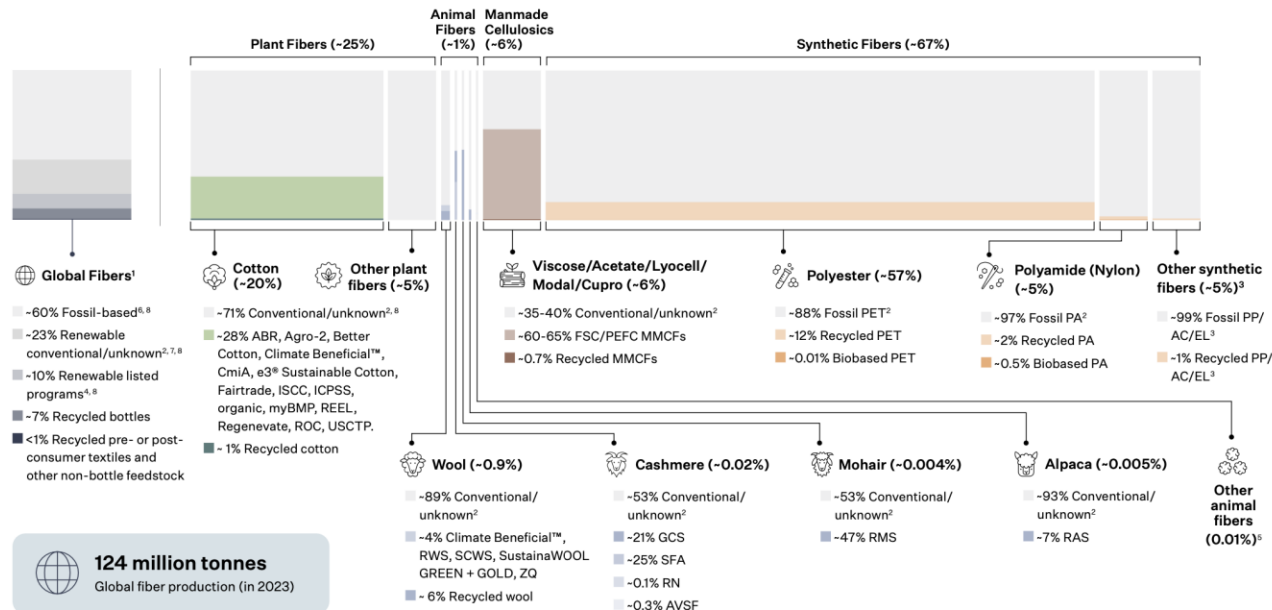 Plant Fibers (~25%)
Animal
Fibers
(~1%)
Manmade
Cellulosics
(~6%)
Synthetic Fibers (~67%)
Global Fibers¹
~60% Fossil-based⁶,⁸
~23% Renewable
conventional/unknown²,⁷,⁸
~10% Renewable listed
programs⁴,⁸
~7% Recycled bottles
<1% Recycled pre- or post-
consumer textiles and
other non-bottle feedstock
Cotton
(~20%)
~71% Conventional/unknown²,⁸
~28% ABR, Agro-2, Better
Cotton, Climate Beneficial™,
CmiA, e3® Sustainable Cotton,
Fairtrade, ISCC, ICPSS,
organic, myBMP, REEL,
Regenevate, ROC, USCTP.
~ 1% Recycled cotton
Other plant
fibers (~5%)
Viscose/Acetate/Lyocell/
Modal/Cupro (~6%)
~35-40% Conventional/unknown²
~60-65% FSC/PEFC MMCFs
~0.7% Recycled MMCFs
Polyester (~57%)
~88% Fossil PET²
~12% Recycled PET
~0.01% Biobased PET
Polyamide (Nylon)
(~5%)
~97% Fossil PA²
~2% Recycled PA
~0.5% Biobased PA
Other synthetic
fibers (~5%)³
~99% Fossil PP/
AC/EL³
~1% Recycled PP/
AC/EL³
Wool (~0.9%)
~89% Conventional/
unknown²
~4% Climate Beneficial™,
RWS, SCWS, SustainaWOOL
GREEN + GOLD, ZQ
~ 6% Recycled wool
Cashmere (~0.02%)
~53% Conventional/
unknown²
~21% GCS
~25% SFA
~0.1% RN
~0.3% AVSF
Mohair (~0.004%)
~53% Conventional/
unknown²
~47% RMS
Alpaca (~0.005%)
~93% Conventional/
unknown²
~7% RAS
Other
animal
fibers
(0.01%)⁵
124 million tonnes
Global fiber production (in 2023)